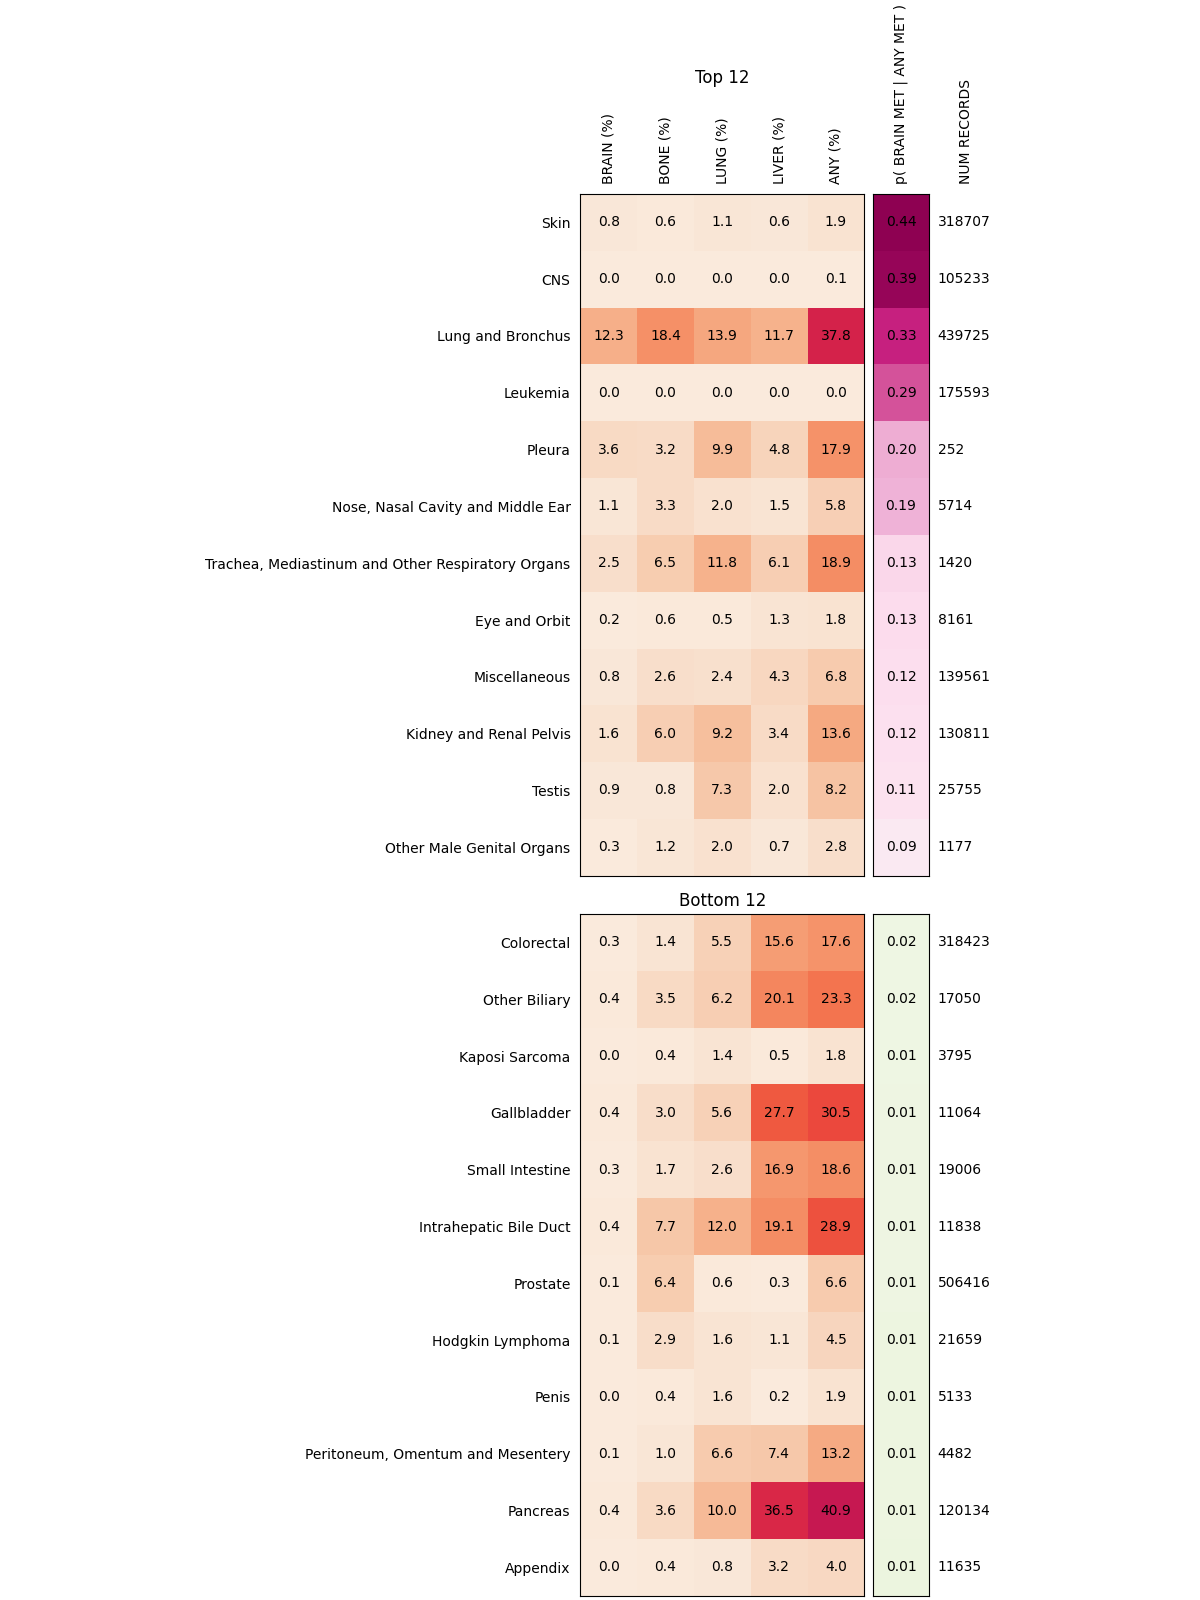 Top 12
BRAIN (%) BONE (%) LUNG (%) LIVER (%) ANY (%) p( BRAIN MET | ANY MET ) NUM RECORDS
Skin 0.8 0.6 1.1 0.6 1.9 0.44 318707
CNS 0.0 0.0 0.0 0.0 0.1 0.39 105233
Lung and Bronchus 12.3 18.4 13.9 11.7 37.8 0.33 439725
Leukemia 0.0 0.0 0.0 0.0 0.0 0.29 175593
Pleura 3.6 3.2 9.9 4.8 17.9 0.20 252
Nose, Nasal Cavity and Middle Ear 1.1 3.3 2.0 1.5 5.8 0.19 5714
Trachea, Mediastinum and Other Respiratory Organs 2.5 6.5 11.8 6.1 18.9 0.13 1420
Eye and Orbit 0.2 0.6 0.5 1.3 1.8 0.13 8161
Miscellaneous 0.8 2.6 2.4 4.3 6.8 0.12 139561
Kidney and Renal Pelvis 1.6 6.0 9.2 3.4 13.6 0.12 130811
Testis 0.9 0.8 7.3 2.0 8.2 0.11 25755
Other Male Genital Organs 0.3 1.2 2.0 0.7 2.8 0.09 1177
Bottom 12
Colorectal 0.3 1.4 5.5 15.6 17.6 0.02 318423
Other Biliary 0.4 3.5 6.2 20.1 23.3 0.02 17050
Kaposi Sarcoma 0.0 0.4 1.4 0.5 1.8 0.01 3795
Gallbladder 0.4 3.0 5.6 27.7 30.5 0.01 11064
Small Intestine 0.3 1.7 2.6 16.9 18.6 0.01 19006
Intrahepatic Bile Duct 0.4 7.7 12.0 19.1 28.9 0.01 11838
Prostate 0.1 6.4 0.6 0.3 6.6 0.01 506416
Hodgkin Lymphoma 0.1 2.9 1.6 1.1 4.5 0.01 21659
Penis 0.0 0.4 1.6 0.2 1.9 0.01 5133
Peritoneum, Omentum and Mesentery 0.1 1.0 6.6 7.4 13.2 0.01 4482
Pancreas 0.4 3.6 10.0 36.5 40.9 0.01 120134
Appendix 0.0 0.4 0.8 3.2 4.0 0.01 11635